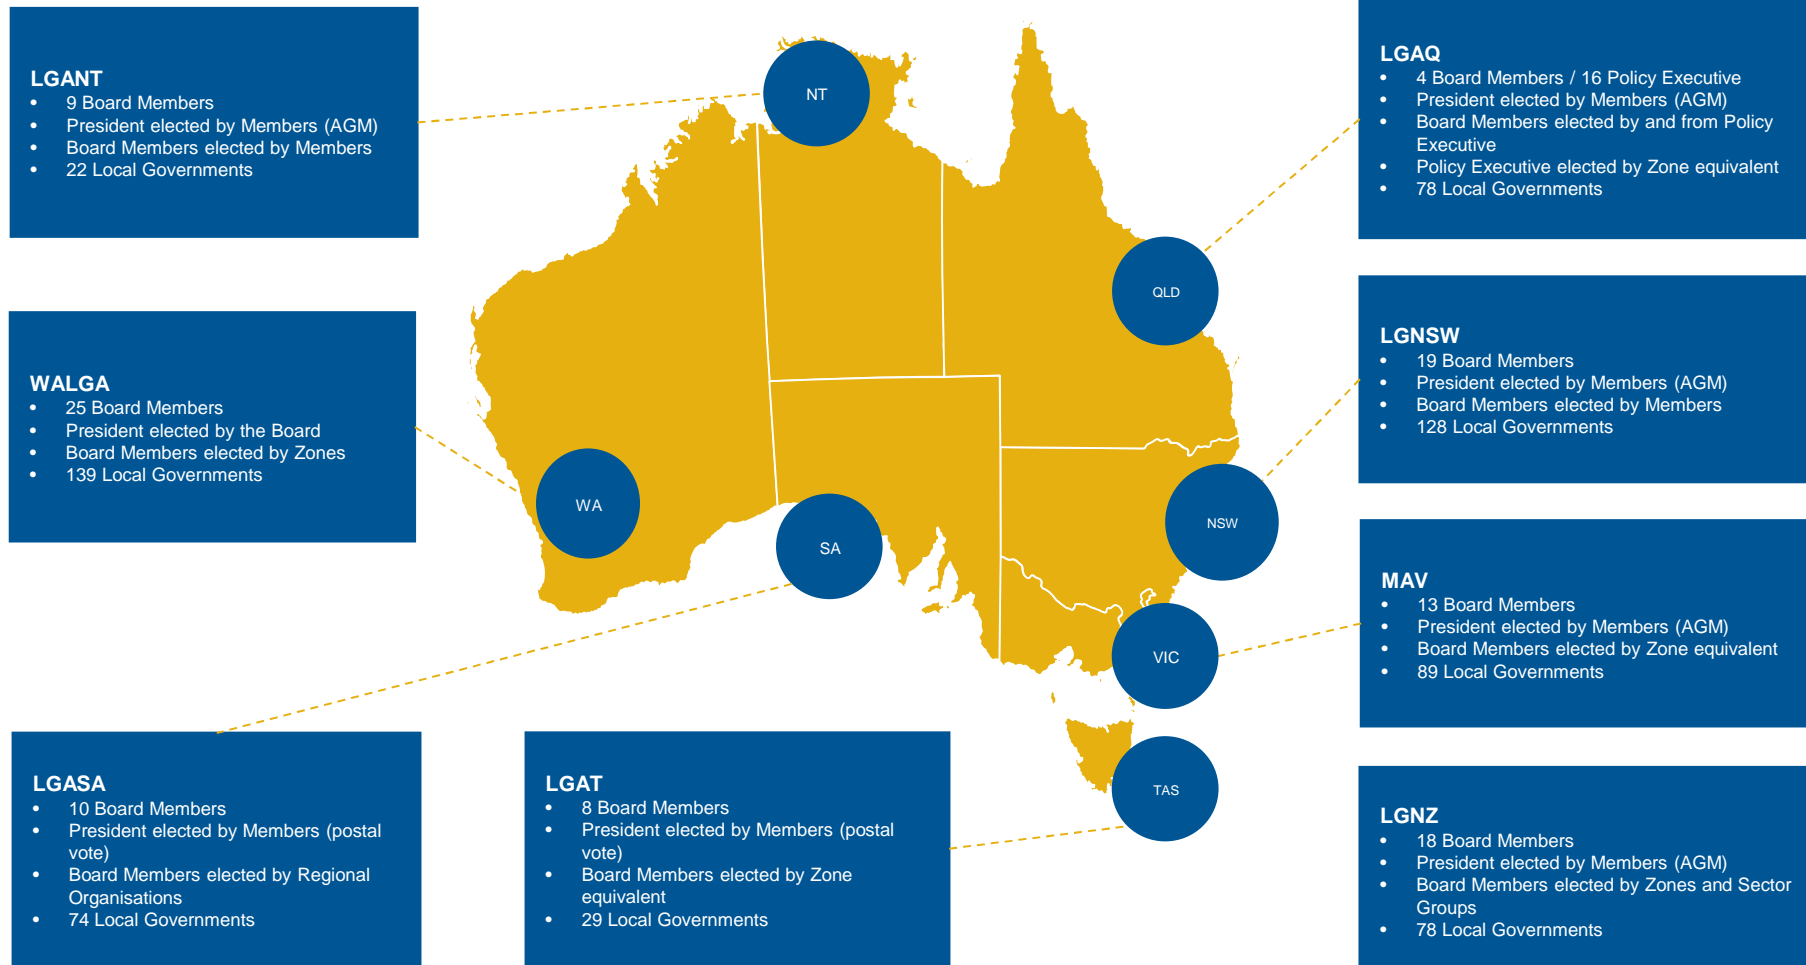 LGANT
• 9 Board Members
• President elected by Members (AGM)
• Board Members elected by Members
• 22 Local Governments
WALGA
• 25 Board Members
• President elected by the Board
• Board Members elected by Zones
• 139 Local Governments
LGASA
• 10 Board Members
• President elected by Members (postal
vote)
• Board Members elected by Regional
Organisations
• 74 Local Governments
LGAT
• 8 Board Members
• President elected by Members (postal
vote)
• Board Members elected by Zone
equivalent
• 29 Local Governments
NT
QLD
WA
SA
NSW
VIC
TAS
LGAQ
• 4 Board Members / 16 Policy Executive
• President elected by Members (AGM)
• Board Members elected by and from Policy
Executive
• Policy Executive elected by Zone equivalent
• 78 Local Governments
LGNSW
• 19 Board Members
• President elected by Members (AGM)
• Board Members elected by Members
• 128 Local Governments
MAV
• 13 Board Members
• President elected by Members (AGM)
• Board Members elected by Zone equivalent
• 89 Local Governments
LGNZ
• 18 Board Members
• President elected by Members (AGM)
• Board Members elected by Zones and Sector
Groups
• 78 Local Governments